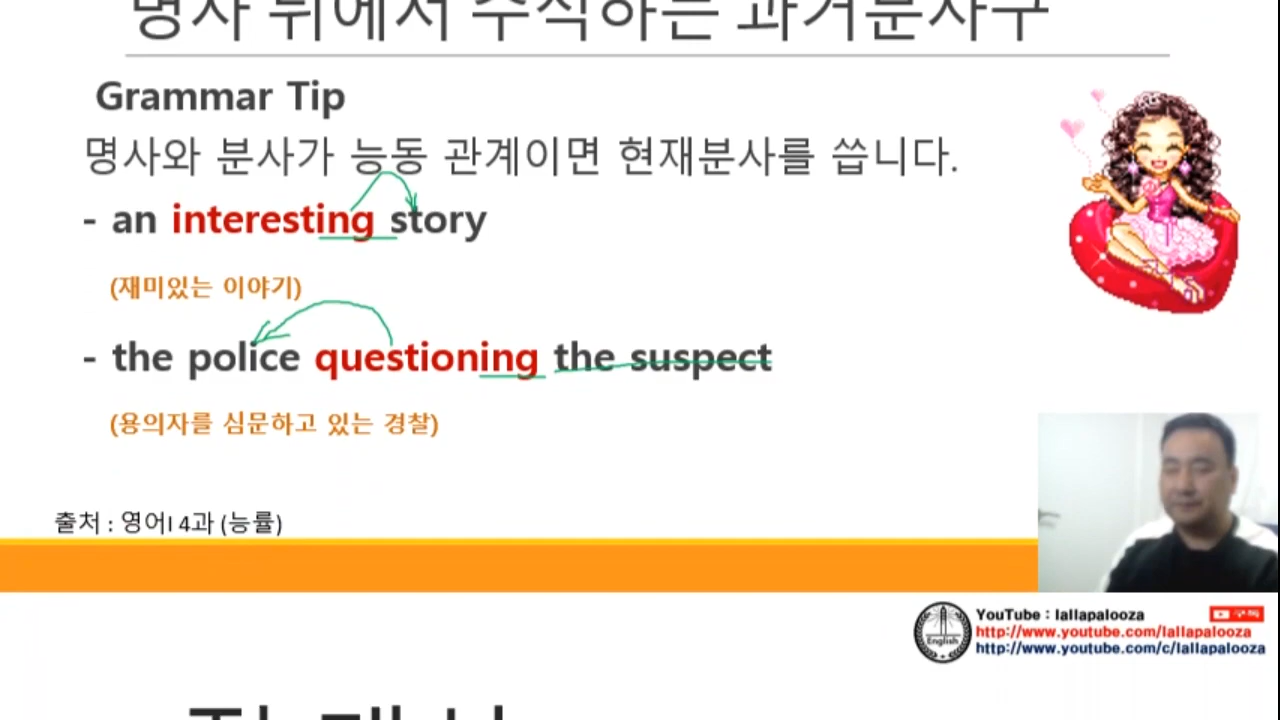 명사 뒤에서 수식하는 과거분사구
Grammar Tip
명사와 분사가 능동 관계이면 현재분사를 씁니다.
- an interesting story
(재미있는 이야기)
- the police questioning the suspect
(용의자를 심문하고 있는 경찰)
출처 : 영어I 4과 (능률)
English
YouTube : lallapalooza
구독
http://www.youtube.com/lallapalooza
http://www.youtube.com/c/lallapalooza